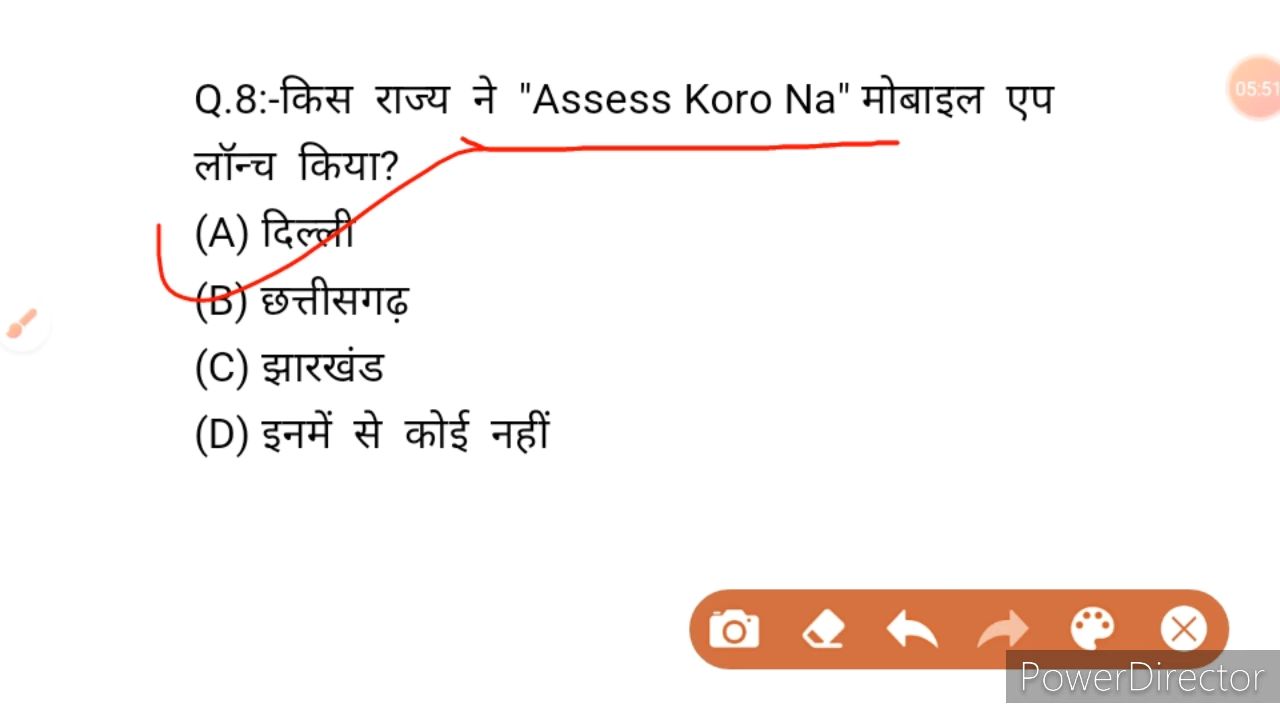 Q.8:-किस राज्य ने "Assess Koro Na" मोबाइल एप
लॉन्च किया?
(A) दिल्ली
(B) छत्तीसगढ़
(C) झारखंड
(D) इनमें से कोई नहीं
05:51
PowerDirector